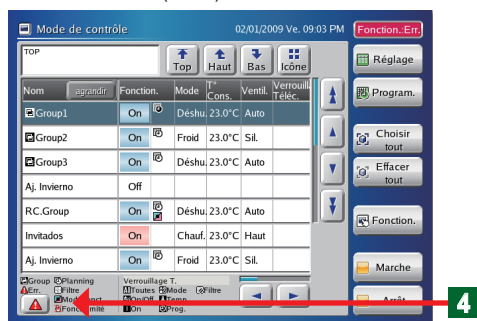 Mode de contrôle 02/01/2009 Ve. 09:03 PM Fonction.:Err.
TOP
Top Haut Bas Icône
Réglage
Program.
Choisir tout
Effacer tout
Fonction.
Marche
Arrêt
Nom agrandir Fonction. Mode T° Cons. Ventil. Verrouill. Téléc.
Group1 On Déshu. 23.0°C Auto
Group2 On Froid 23.0°C Sil.
Group3 On Déshu. 23.0°C Auto
Aj. Invierno Off
RC.Group On Déshu. 23.0°C Auto
Invitados On Chauf. 23.0°C Haut
Aj. Invierno On Froid 23.0°C Sil.
Group Planning Verrouillage T.
Err. Filtre Toutes Mode Filtre
On/Off Temp.
On Prog.
4